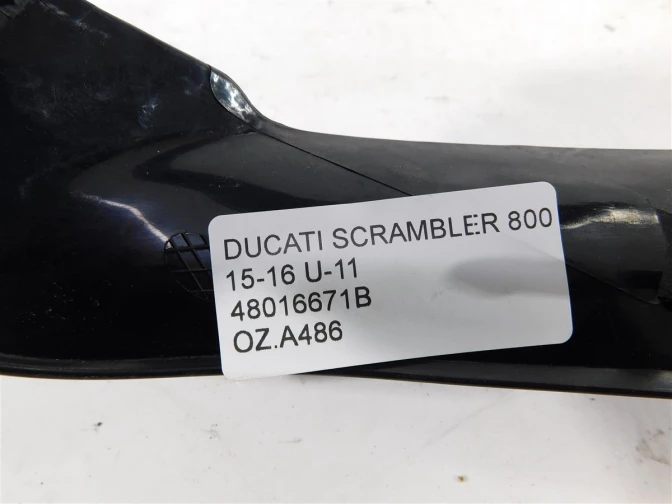 DUCATI SCRAMBLER 800
15-16 U-11
48016671B
OZ.A486